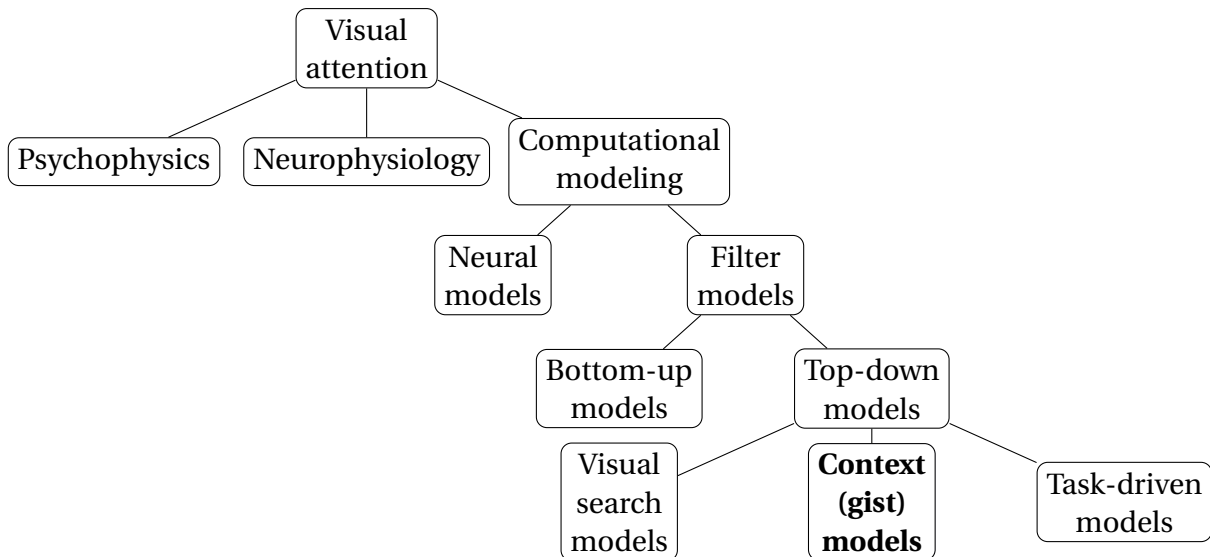 Visual
attention
Psychophysics
Neurophysiology
Computational
modeling
Neural
models
Filter
models
Bottom-up
models
Top-down
models
Visual
search
models
Context
(gist)
models
Task-driven
models